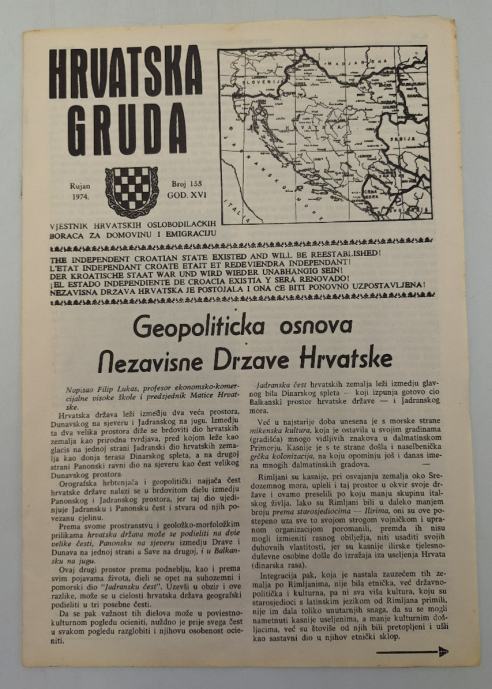 HRVATSKA
GRUDA
Rujan
1974.
Broj 158
GOD. XVI
VJESTNIK HRVATSKIH OSLOBODILAČKIH
BORACA ZA DOMOVINU I EMIGRACIJU
THE INDEPENDENT CROATIAN STATE EXISTED AND WILL BE REESTABLISHED!
L'ETAT INDEPENDANT CROATE ETAIT ET REDEVIENDRA INDEPENDANT!
DER KROATISCHE STAAT WAR UND WIRD WIEDER UNABHANGIG SEIN!
¡EL ESTADO INDEPENDIENTE DE CROACIA EXISTIA Y SERA RENOVADO!
NEZAVISNA DRZAVA HRVATSKA JE POSTOJALA I ONA ĆE BITI PONOVNO UZPOSTAVLJENA!
Geopoliticka osnova
Nezavisne Drzave Hrvatske
Napisao Filip Lukas, profesor ekonomsko-komer-
cijalne visoke škole i predsjednik Matice Hrvat-
ske.
Hrvatska država leži između dva veća prostora,
Dunavskog na sjeveru i Jadranskog na jugu. Između
ta dva velika prostora diže se brdoviti dio hrvatskih
zemalja kao prirodna tvrdjava, pred kojom leže kao
glacis na jednoj strani Jadranski dio hrvatskih zema-
lja kao donja terasa Dinarskog spleta, a na drugoj
strani Panonski ravni dio na sjeveru kao čest velikog
Dunavskog prostora
Orografska hrbtenjača i geopolitički najjača čest
hrvatske države nalazi se u brdovitom dielu između
Panonskog i Jadranskog prostora, jer taj dio ujedi-
njuje Jadransku i Panonsku čest i stvara od njih po-
vezanu cjelinu.
Prema svome prostranstvu i geoložko-morfoložkim
prilikama hrvatska država može se podieliti na dvie
velike česti, Panonsku na sjeveru između Drave i
Dunava na jednoj strani a Save na drugoj, i u Balkan-
sku na jugu.
Ovaj drugi prostor prema podneblju, kao i prema
svim pojavama života, dieli se opet na suhozemni i
pomorski dio "Jadransku čest". Uzevši u obzir i ove
razlike, može se u cielosti hrvatska država geografski
podieliti u tri posebne česti.
Da se pak važnost tih dielova može u poviestno-
kulturnom pogledu ocieniti, nuždno je prije svega čest
u svakom pogledu razglobiti i njihovu osobenost ocie-
niti.
Jadranska čest hrvatskih zemalja leži između glav-
nog bila Dinarskog spleta — koji izpunja gotovo cio
Balkanski prostor hrvatske države — i Jadranskog
mora.
Već u najstarije doba unesena je s morske strane
mikenska kultura, koje je ostavila u svojim gradinama
(gradišća) mnogo vidljivih znakova u dalmatinskom
Primorju. Kasnije je s te strane došla i naselbenička
grčka kolonizacija, na koju opominju još i danas ime-
na mnogih dalmatinskih gradova.
Rimljani su kasnije, pri osvajanju zemalja oko Sre-
dozemnog mora, upleli i taj prostor u okvir svoje dr-
žave i ovamo preselili po koju manju skupinu itali-
skog življa. Iako su Rimljani bili u daleko manjem
broju prema starosjediocima — Ilirima, oni su ove po-
stepeno uza sve to svojom strogom vojničkom i uprav-
nom organizacijom poromanili, premda ih nisu
mogli izmieniti rasnog obilježja, niti usaditi svojih
duhovnih vlastitosti, jer su kasnije ilirske tjelesno-
duševne osobine došle do izražaja iza useljenja Hrvata
(dinarska rasa).
Integracija pak, koja je nastala zauzećem tih ze-
malja po Rimljanima, nije bila etnička, već državno-
politička i kulturna, pa ni sva viša kultura, koju su
starosjedioci s latinskim jezikom od Rimljana primili,
nije im dala toliko unutarnjih snaga, da su se mogli
nametnuti kasnije useljenima, a manje kulturnim doš-
ljacima, već su štoviše od njih bili pretopljeni i ušli
kao sastavni dio u njihov etnički sklop.